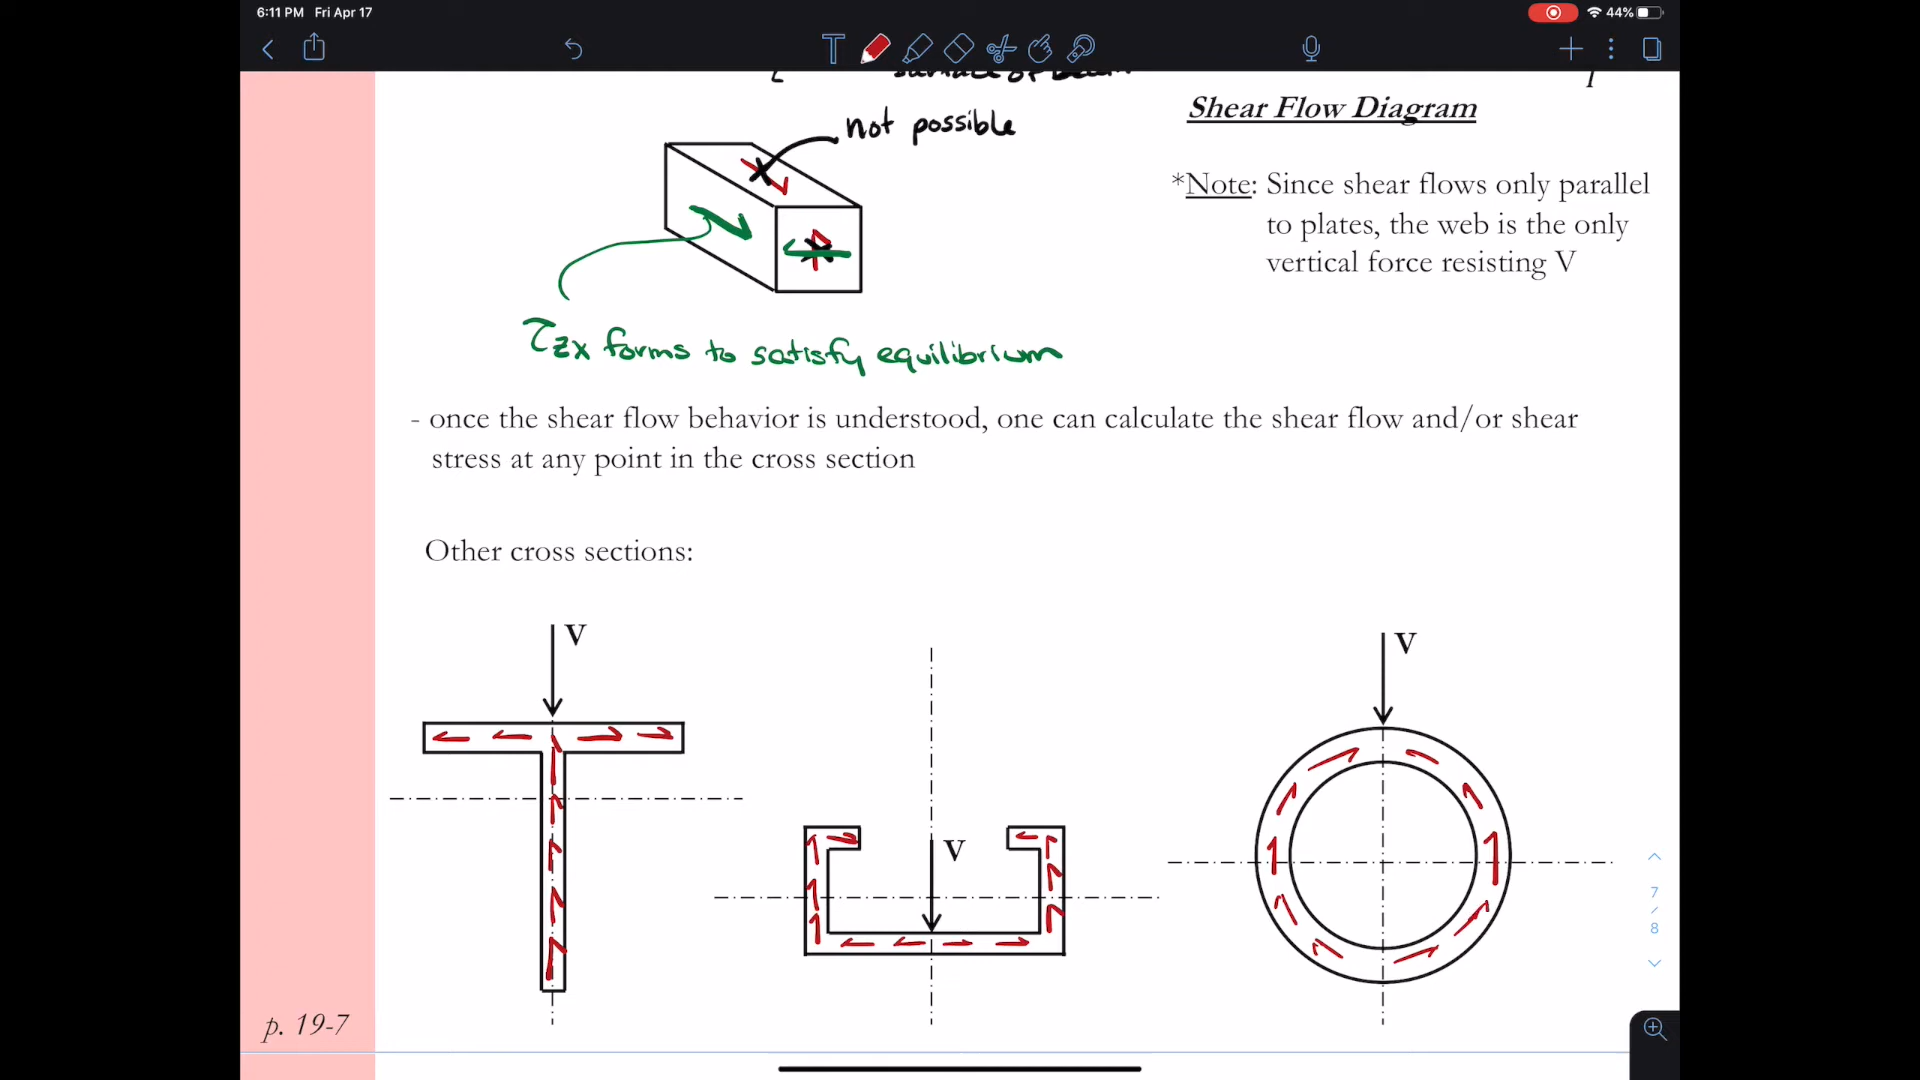 6:11 PM Fri Apr 17
44%
T
surface of beam
not possible
Shear Flow Diagram
*Note: Since shear flows only parallel
to plates, the web is the only
vertical force resisting V
τzx forms to satisfy equilibrium
- once the shear flow behavior is understood, one can calculate the shear flow and/or shear
stress at any point in the cross section
Other cross sections:
V
V
V
7
/
8
p. 19-7